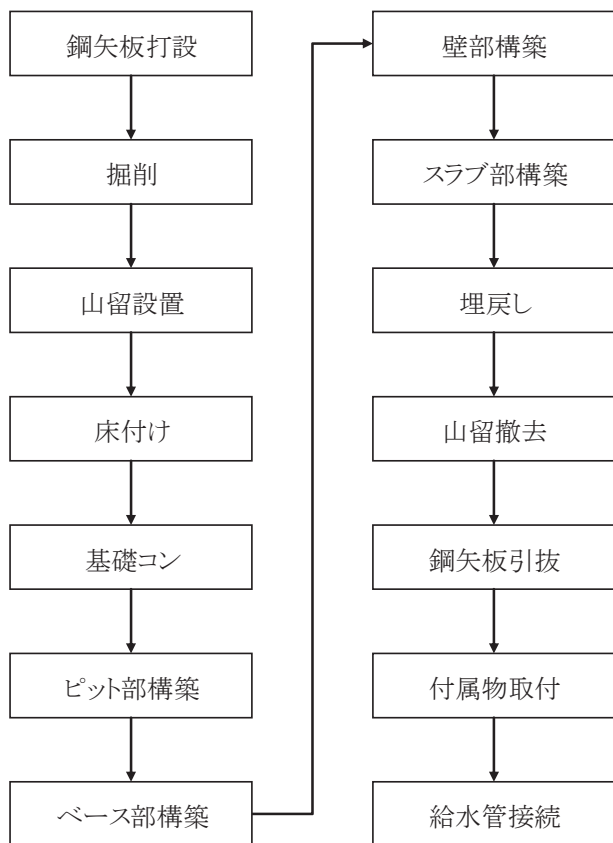 鋼矢板打設
掘削
山留設置
床付け
基礎コン
ピット部構築
ベース部構築
壁部構築
スラブ部構築
埋戻し
山留撤去
鋼矢板引抜
付属物取付
給水管接続